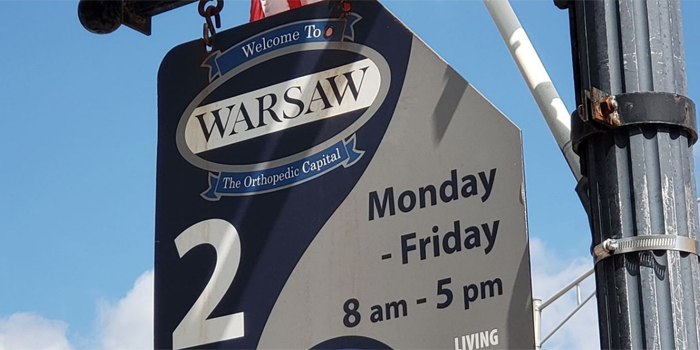 Welcome To
WARSAW
The Orthopedic Capital
2
Monday
- Friday
8 am - 5 pm
LIVING